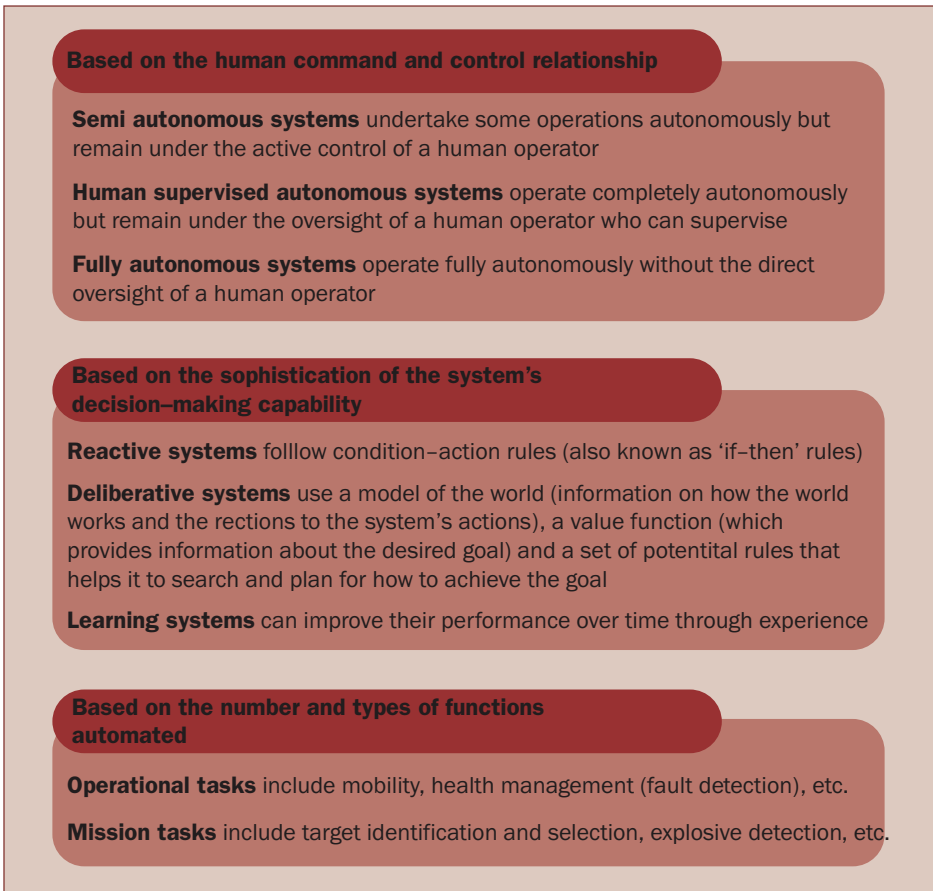 Based on the human command and control relationship
Semi autonomous systems undertake some operations autonomously but
remain under the active control of a human operator
Human supervised autonomous systems operate completely autonomously
but remain under the oversight of a human operator who can supervise
Fully autonomous systems operate fully autonomously without the direct
oversight of a human operator
Based on the sophistication of the system’s
decision–making capability
Reactive systems folllow condition–action rules (also known as ‘if–then’ rules)
Deliberative systems use a model of the world (information on how the world
works and the rections to the system’s actions), a value function (which
provides information about the desired goal) and a set of potentital rules that
helps it to search and plan for how to achieve the goal
Learning systems can improve their performance over time through experience
Based on the number and types of functions
automated
Operational tasks include mobility, health management (fault detection), etc.
Mission tasks include target identification and selection, explosive detection, etc.